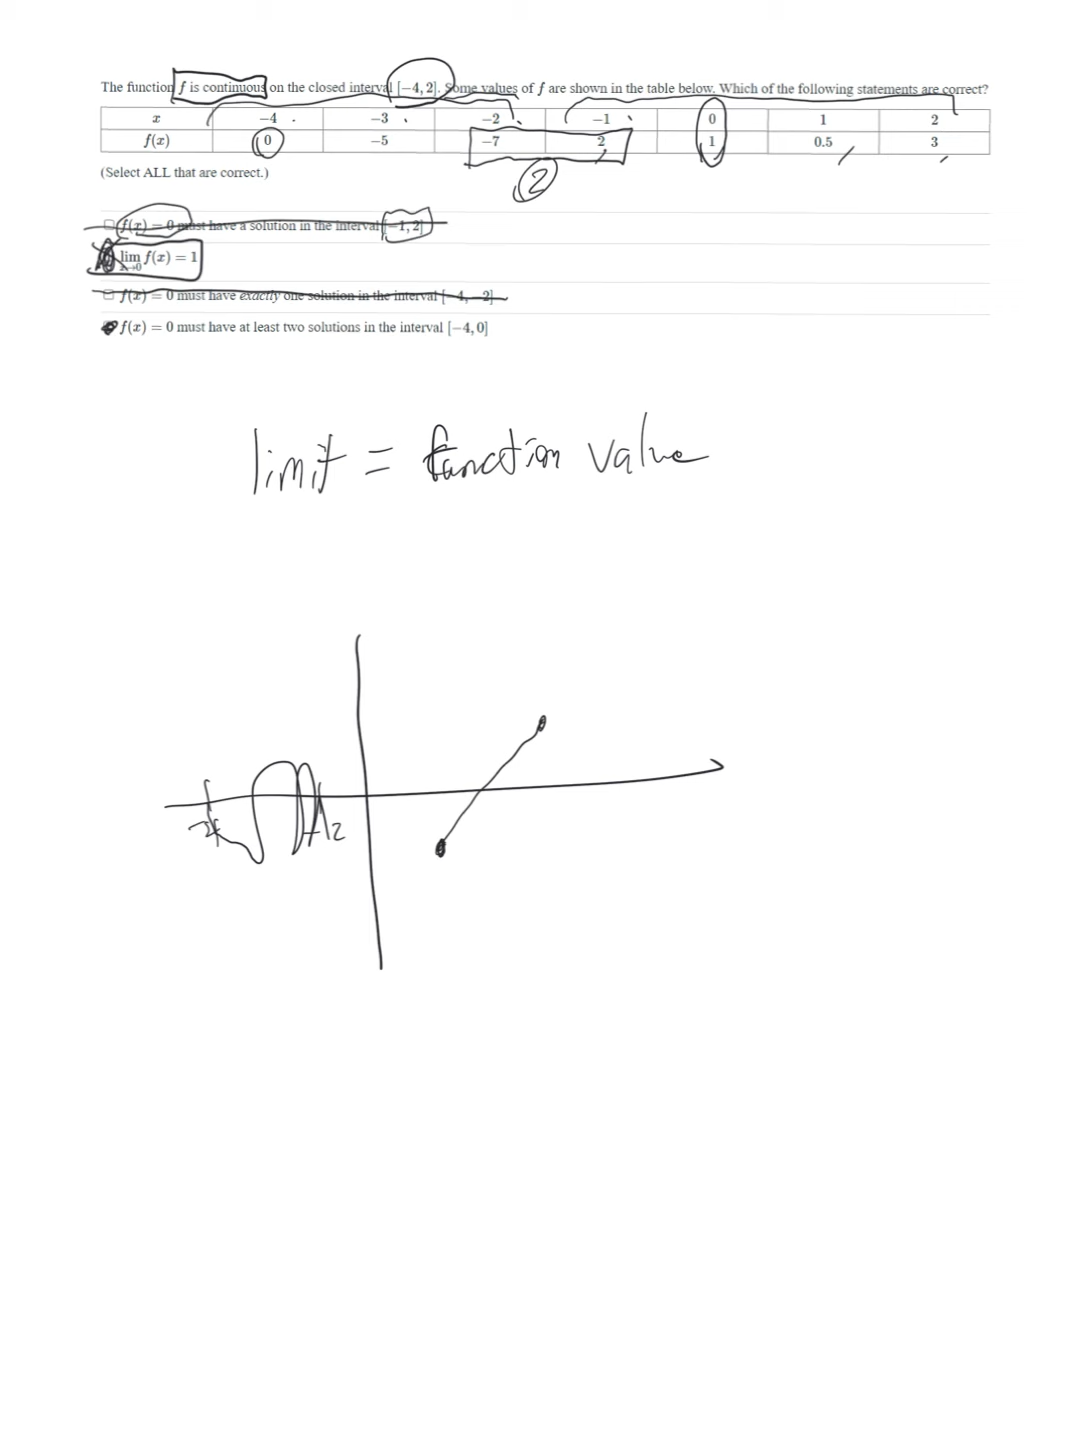 The function f is continuous on the closed interval [−4, 2]. Some values of f are shown in the table below. Which of the following statements are correct?
x −4 −3 −2 −1 0 1 2
f(x) 0 −5 −7 2 1 0.5 3
(Select ALL that are correct.)
2
f(x) = 0 must have a solution in the interval [−1, 2]
lim x→0 f(x) = 1
f(x) = 0 must have exactly one solution in the interval [−4, −2]
f(x) = 0 must have at least two solutions in the interval [−4, 0]
limit = function value